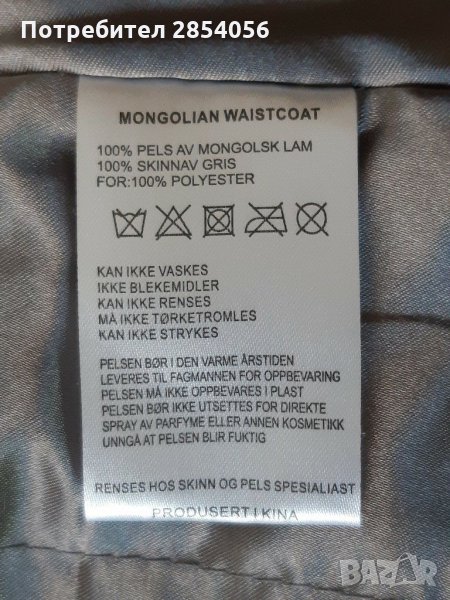 Потребител 2854056
MONGOLIAN WAISTCOAT
100% PELS AV MONGOLSK LAM
100% SKINNAV GRIS
FOR:100% POLYESTER
KAN IKKE VASKES
IKKE BLEKEMIDLER
KAN IKKE RENSES
MÅ IKKE TØRKETROMLES
KAN IKKE STRYKES
PELSEN BØR I DEN VARME ÅRSTIDEN
LEVERES TIL FAGMANNEN FOR OPPBEVARING
PELSEN MÅ IKKE OPPBEVARES I PLAST
PELSEN BØR IKKE UTSETTES FOR DIREKTE
SPRAY AV PARFYME ELLER ANNEN KOSMETIKK
UNNGÅ AT PELSEN BLIR FUKTIG
RENSES HOS SKINN OG PELS SPESIALIAST
PRODUSERT I KINA
BAZAR